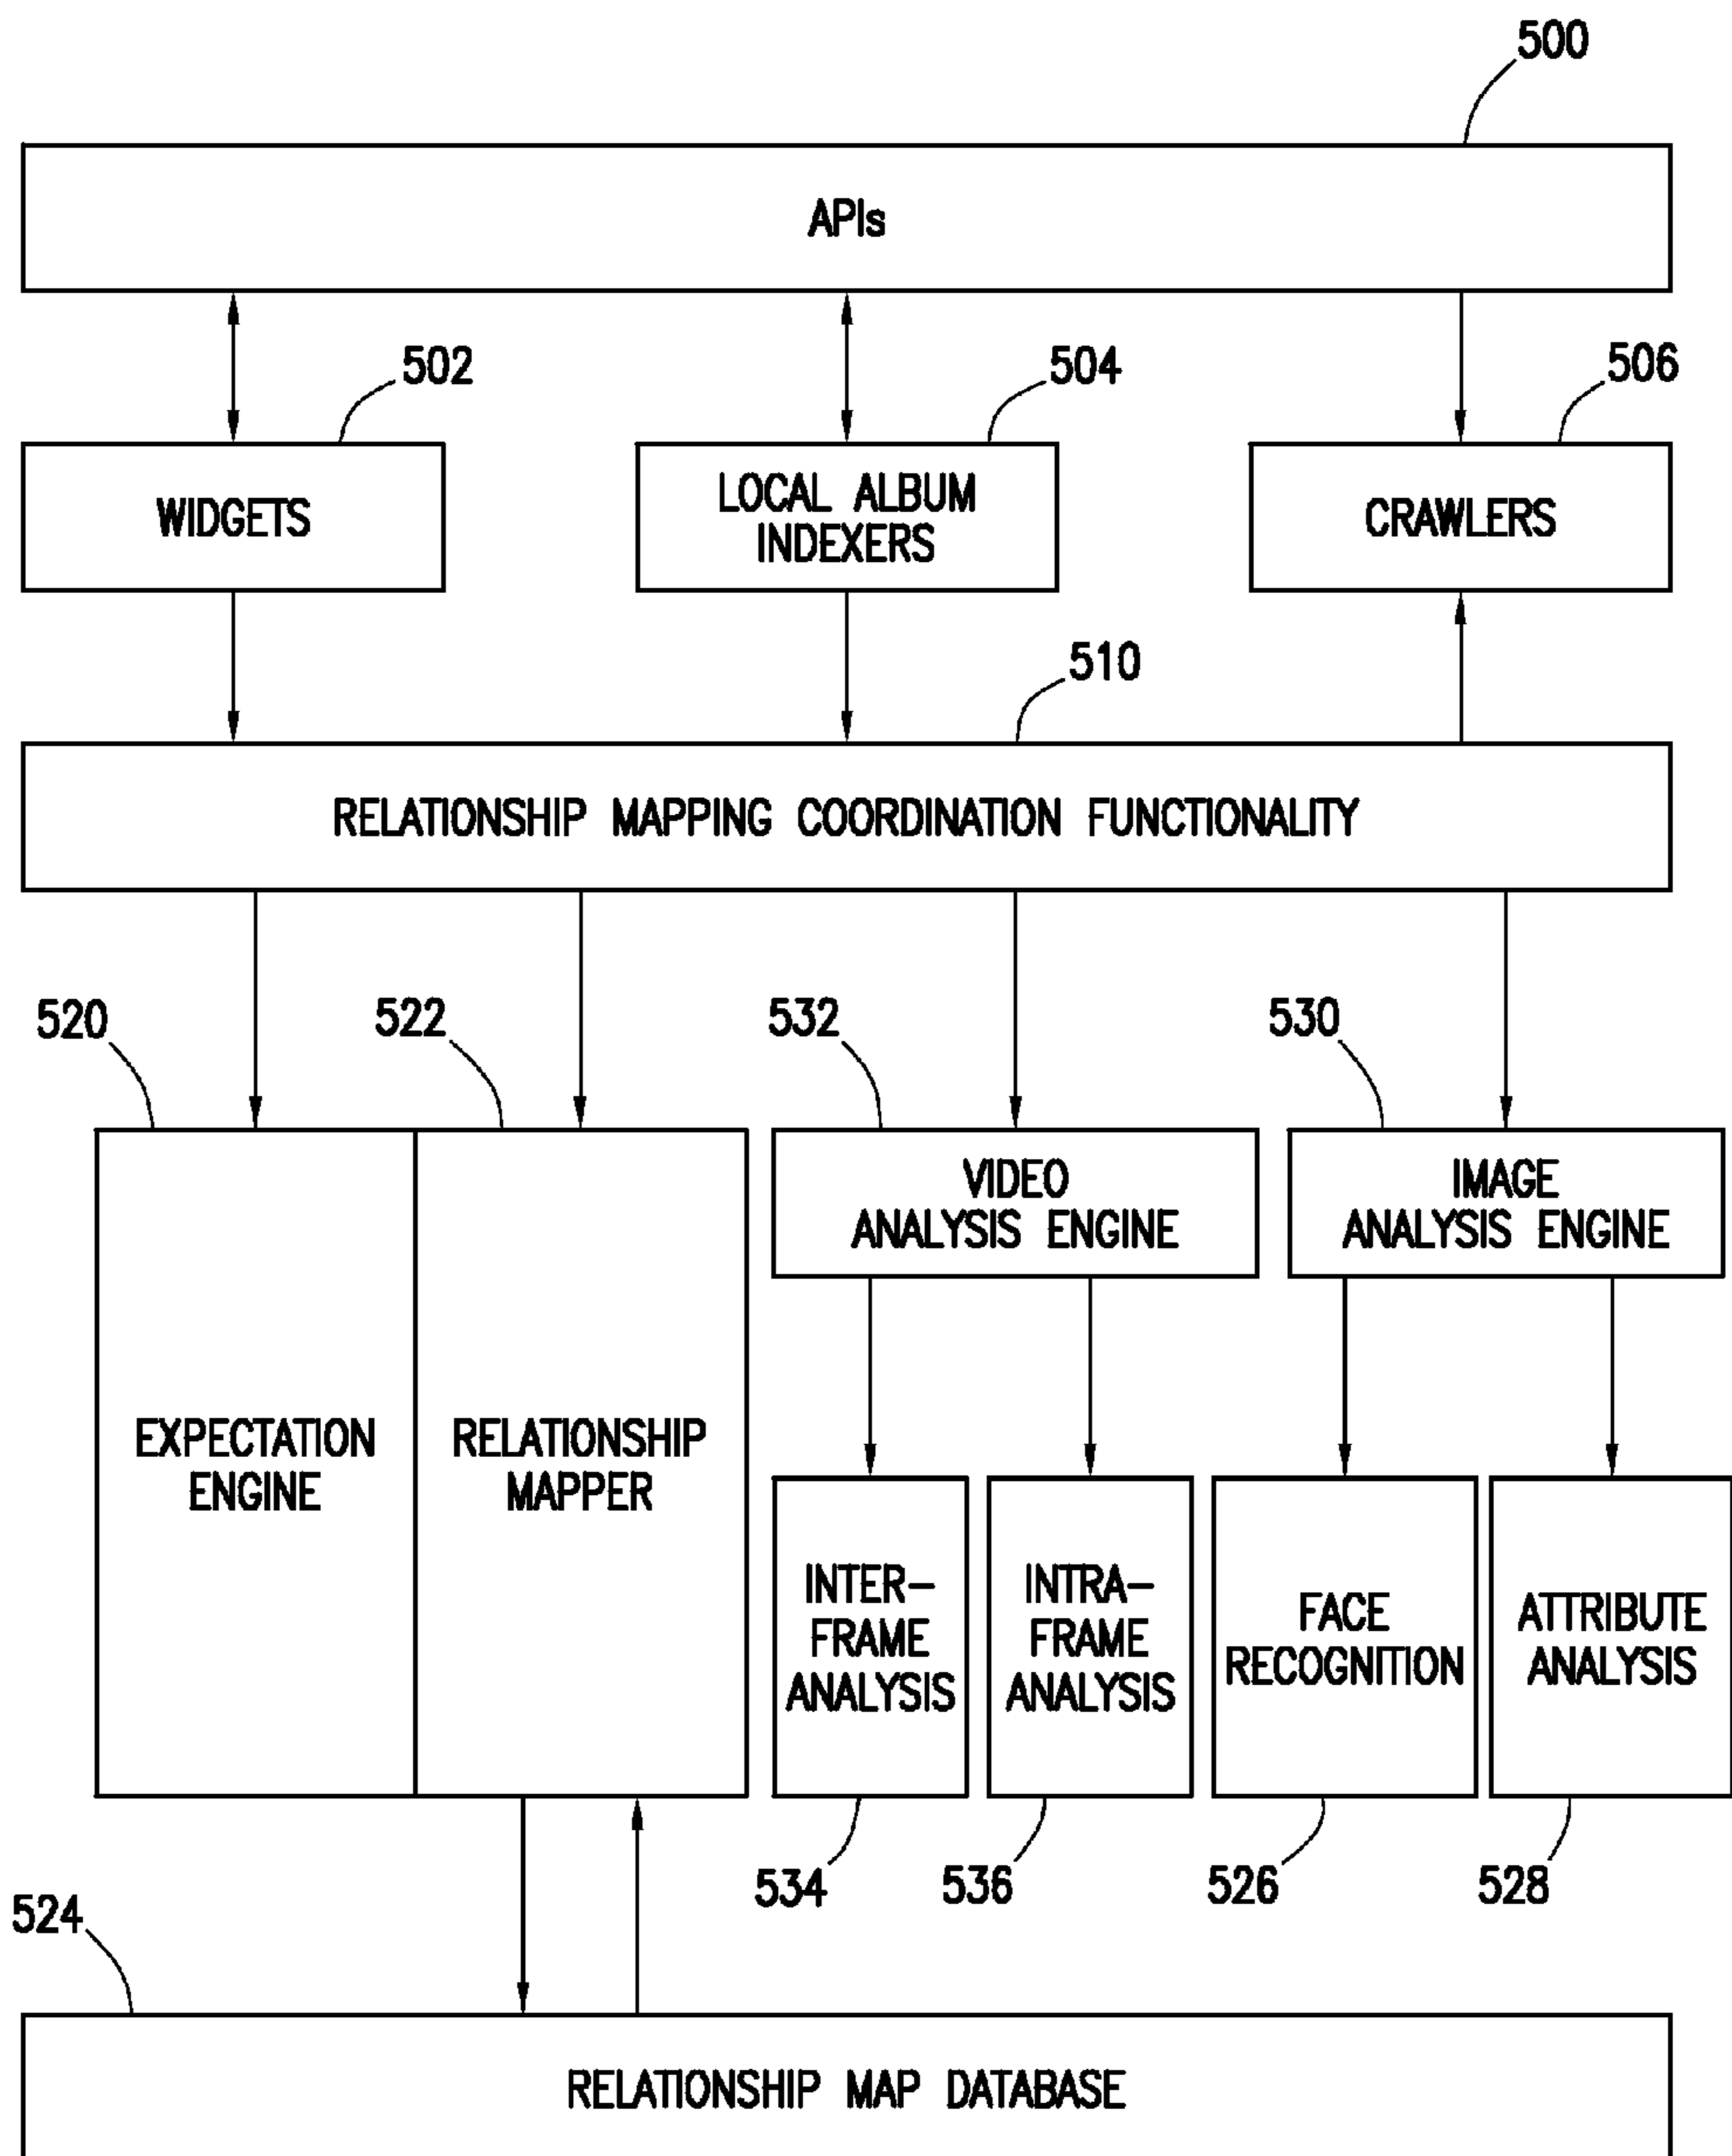 500
APIs
502
504
506
WIDGETS
LOCAL ALBUM
INDEXERS
CRAWLERS
510
RELATIONSHIP MAPPING COORDINATION FUNCTIONALITY
520
522
532
530
VIDEO
ANALYSIS ENGINE
IMAGE
ANALYSIS ENGINE
EXPECTATION
ENGINE
RELATIONSHIP
MAPPER
INTER-
FRAME
ANALYSIS
INTRA-
FRAME
ANALYSIS
FACE
RECOGNITION
ATTRIBUTE
ANALYSIS
534
536
526
528
524
RELATIONSHIP MAP DATABASE